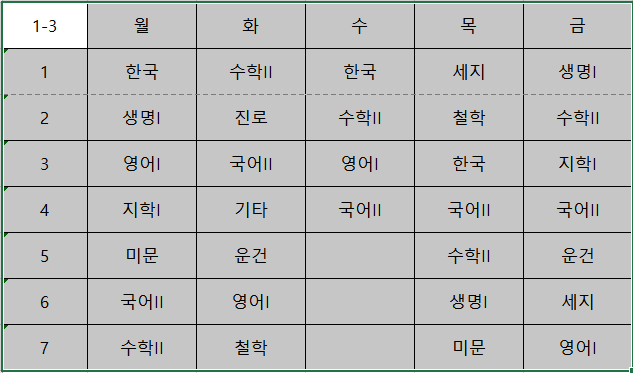 1-3 월 화 수 목 금
1 한국 수학II 한국 세지 생명I
2 생명I 진로 수학II 철학 수학II
3 영어I 국어II 영어I 한국 지학I
4 지학I 기타 국어II 국어II 국어II
5 미문 운건 수학II 운건
6 국어II 영어I 생명I 세지
7 수학II 철학 미문 영어I